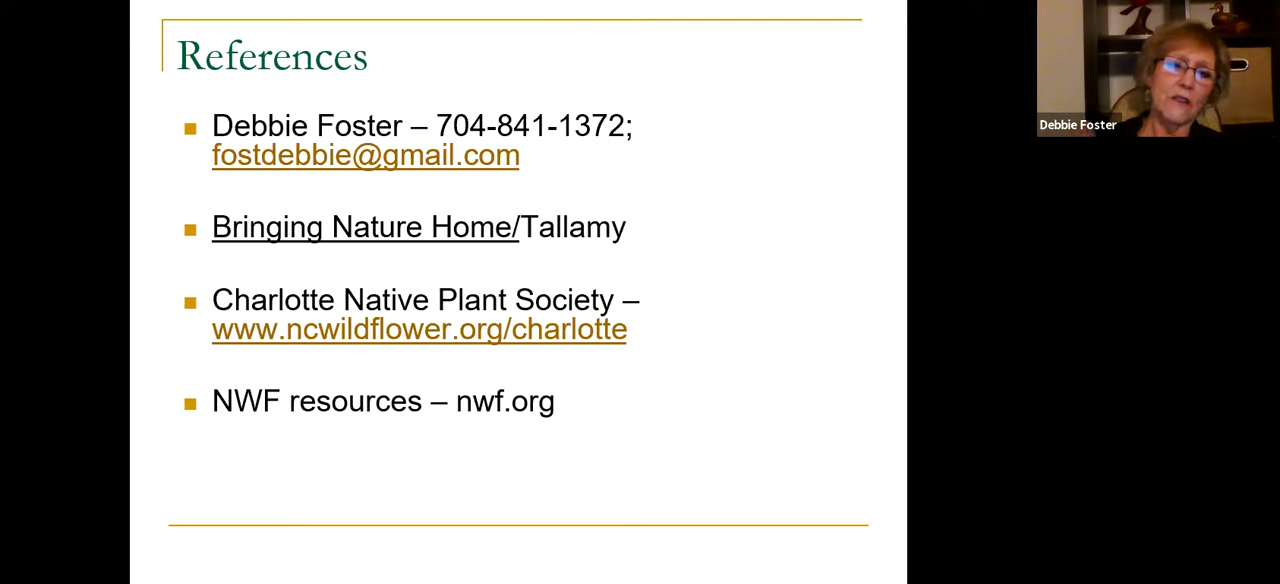 References
Debbie Foster – 704-841-1372;
fostdebbie@gmail.com
Bringing Nature Home/Tallamy
Charlotte Native Plant Society –
www.ncwildflower.org/charlotte
NWF resources – nwf.org
Debbie Foster